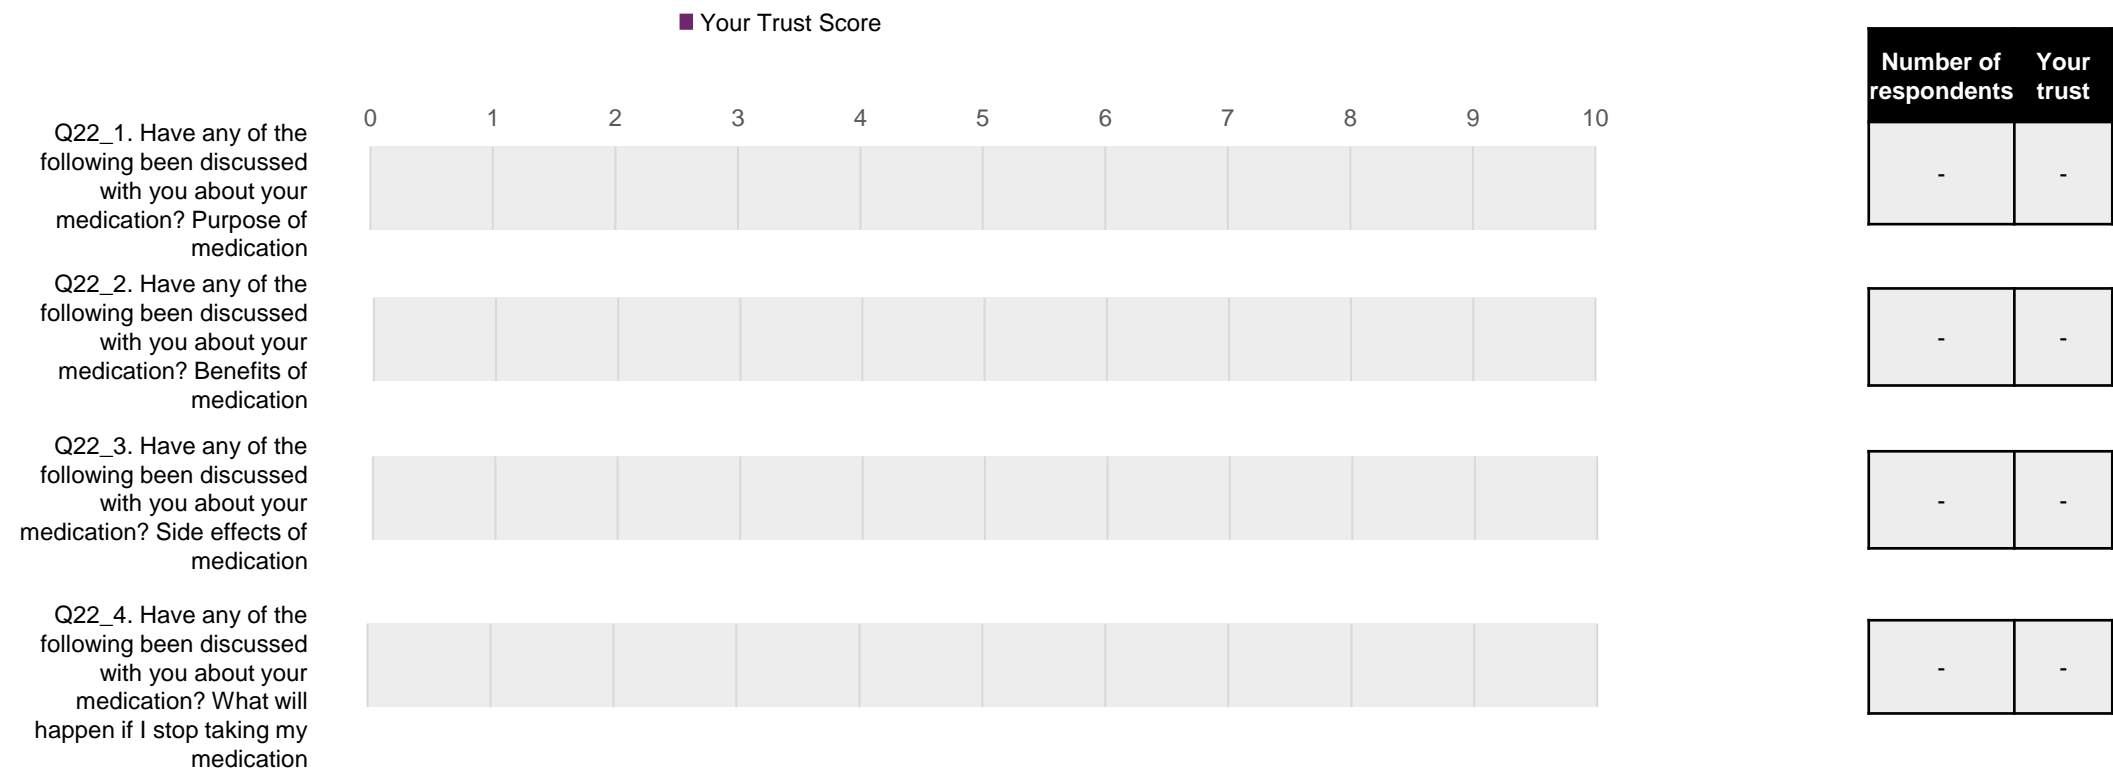 Your Trust Score
Number of Your
respondents trust
0 1 2 3 4 5 6 7 8 9 10
Q22_1. Have any of the
following been discussed
with you about your
medication? Purpose of
medication
- -
Q22_2. Have any of the
following been discussed
with you about your
medication? Benefits of
medication
- -
Q22_3. Have any of the
following been discussed
with you about your
medication? Side effects of
medication
- -
Q22_4. Have any of the
following been discussed
with you about your
medication? What will
happen if I stop taking my
medication
- -